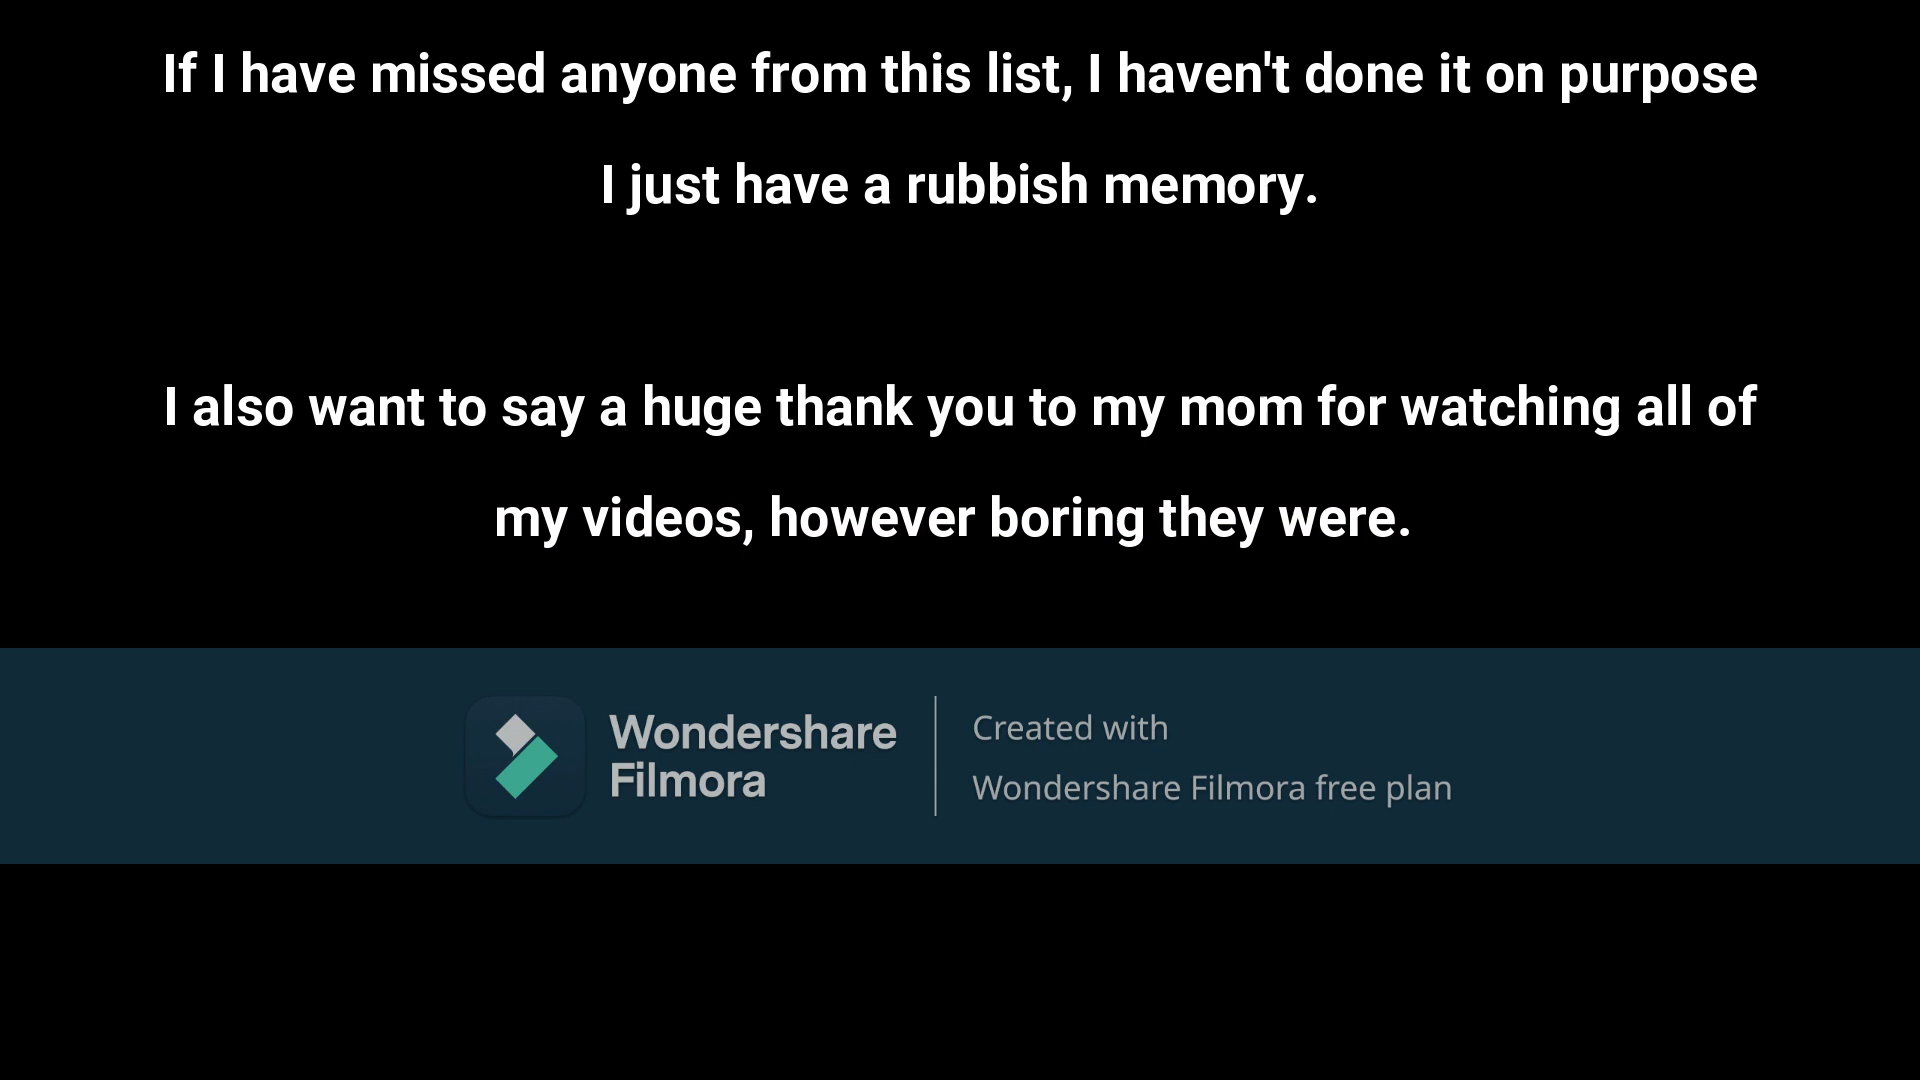 If I have missed anyone from this list, I haven't done it on purpose
I just have a rubbish memory.
I also want to say a huge thank you to my mom for watching all of
my videos, however boring they were.
Wondershare
Filmora
Created with
Wondershare Filmora free plan